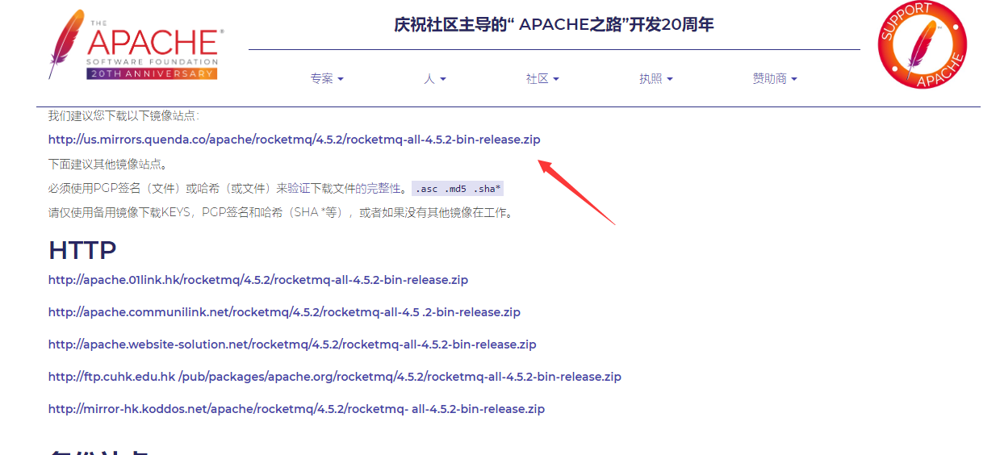 THE
APACHE®
SOFTWARE FOUNDATION
20TH ANNIVERSARY
庆祝社区主导的“ APACHE之路”开发20周年
SUPPORT
APACHE
专案 人 社区 执照 赞助商
我们建议您下载以下镜像站点：
http://us.mirrors.quenda.co/apache/rocketmq/4.5.2/rocketmq-all-4.5.2-bin-release.zip
下面建议其他镜像站点。
必须使用PGP签名（文件）或哈希（或文件）来验证下载文件的完整性。 .asc .md5 .sha*
请仅使用备用镜像下载KEYS，PGP签名和哈希（SHA *等），或者如果没有其他镜像在工作。
HTTP
http://apache.01link.hk/rocketmq/4.5.2/rocketmq-all-4.5.2-bin-release.zip
http://apache.communilink.net/rocketmq/4.5.2/rocketmq-all-4.5 .2-bin-release.zip
http://apache.website-solution.net/rocketmq/4.5.2/rocketmq-all-4.5.2-bin-release.zip
http://ftp.cuhk.edu.hk /pub/packages/apache.org/rocketmq/4.5.2/rocketmq-all-4.5.2-bin-release.zip
http://mirror-hk.koddos.net/apache/rocketmq/4.5.2/rocketmq- all-4.5.2-bin-release.zip